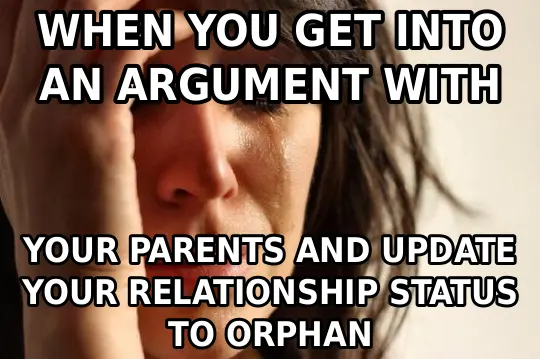 WHEN YOU GET INTO
AN ARGUMENT WITH
YOUR PARENTS AND UPDATE
YOUR RELATIONSHIP STATUS
TO ORPHAN